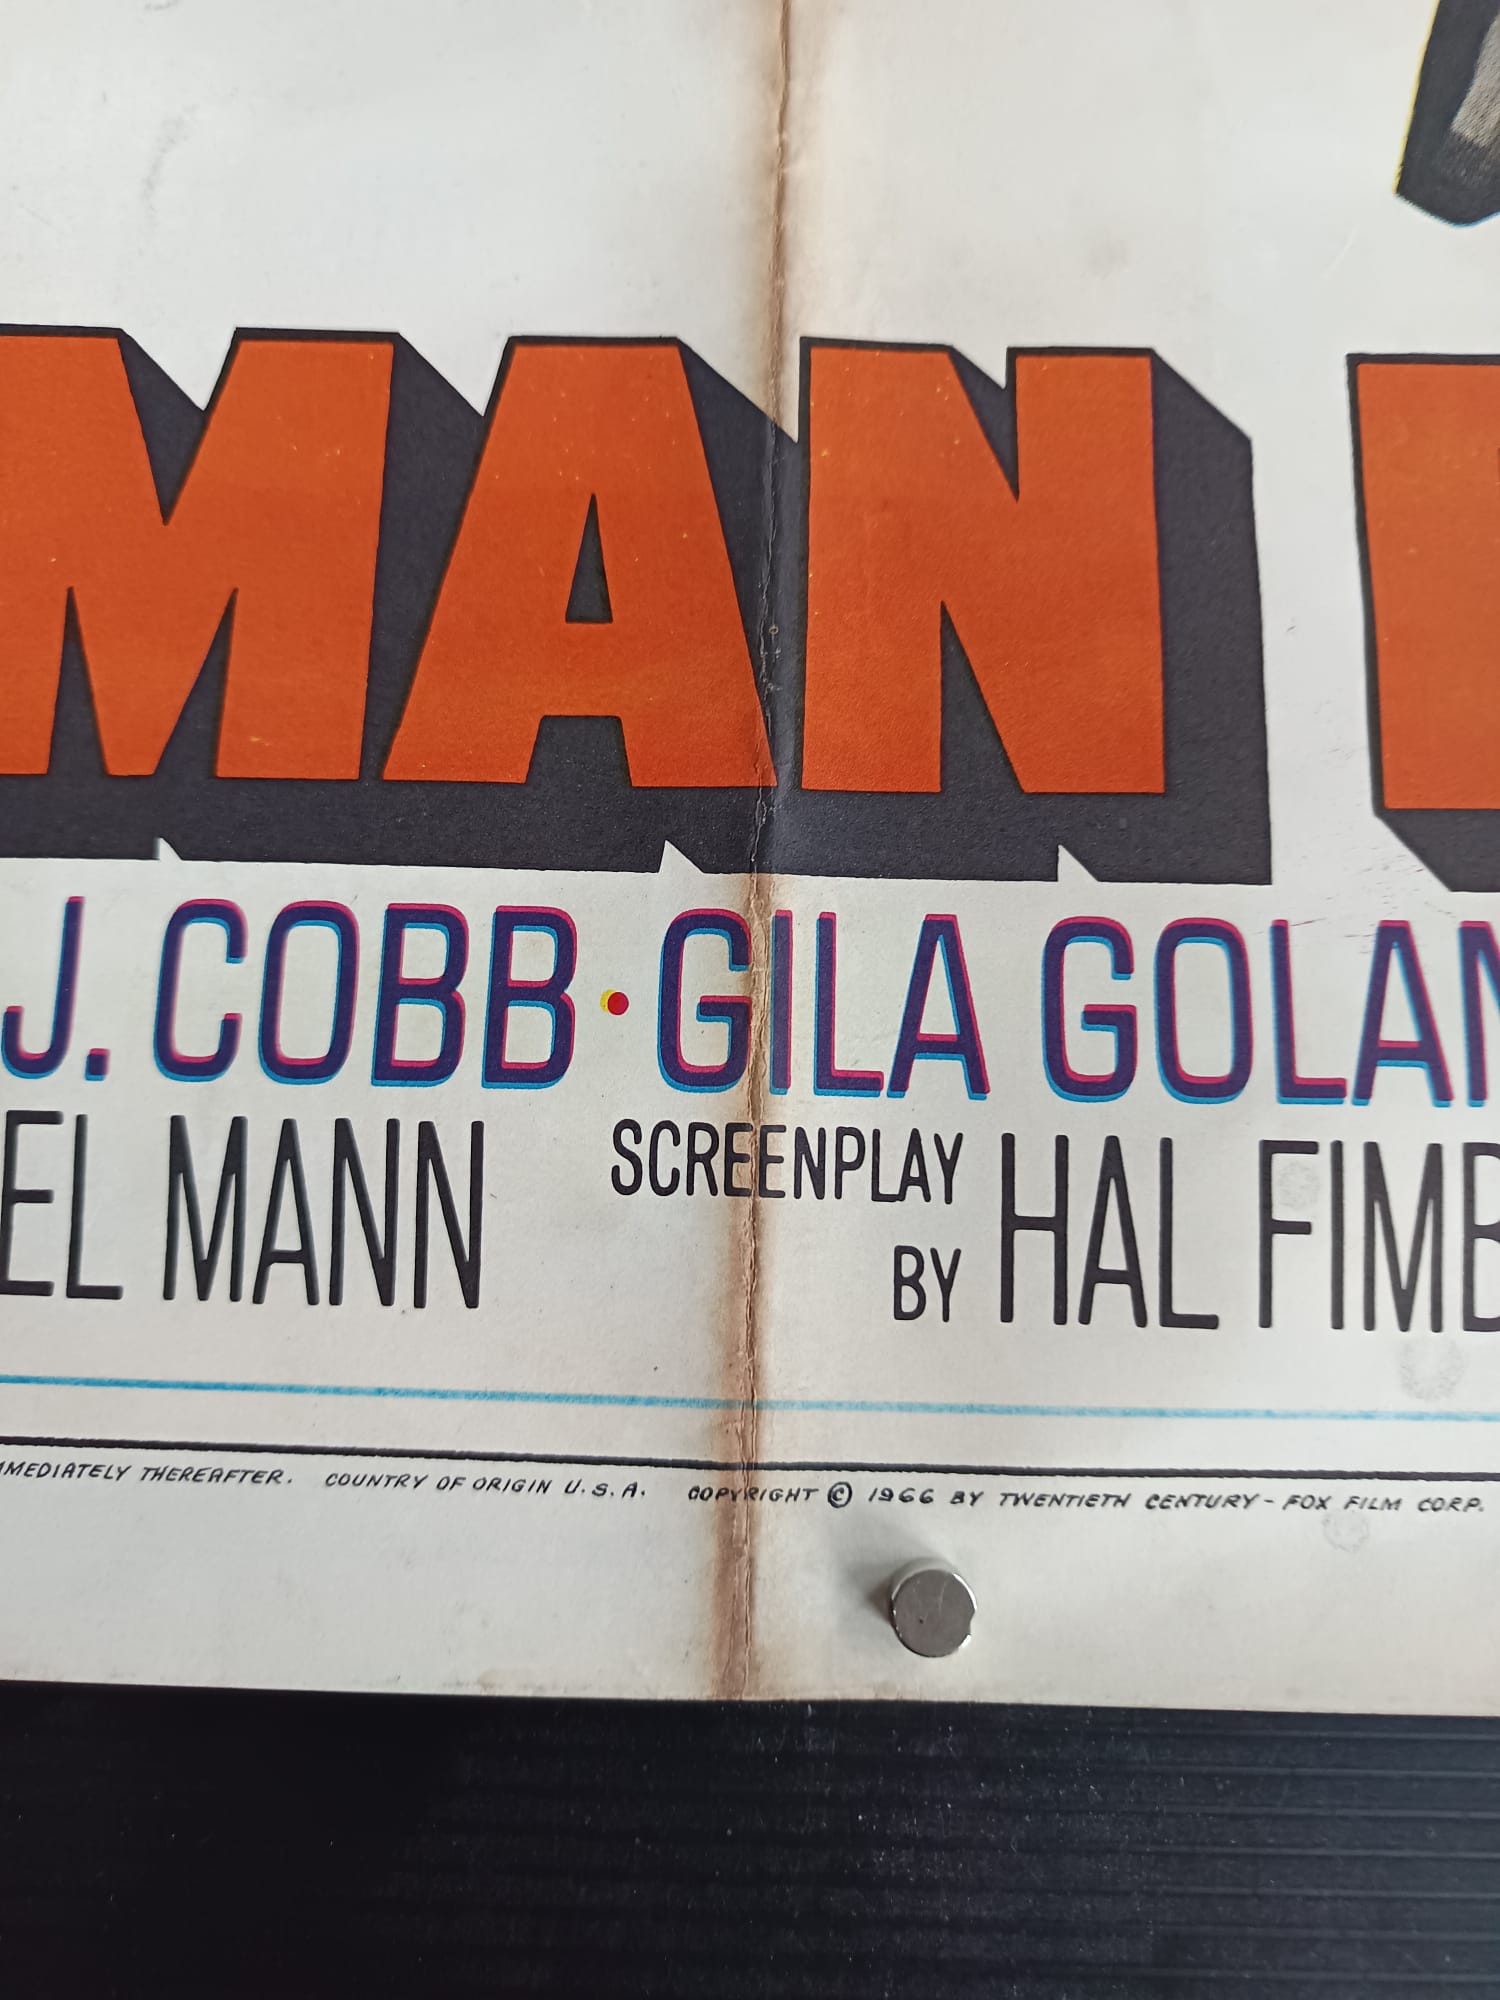 MAN
J. COBB · GILA GOLAN
EL MANN SCREENPLAY BY HAL FIMB
MMEDIATELY THEREAFTER. COUNTRY OF ORIGIN U.S.A. COPYRIGHT © 1966 BY TWENTIETH CENTURY-FOX FILM CORP.